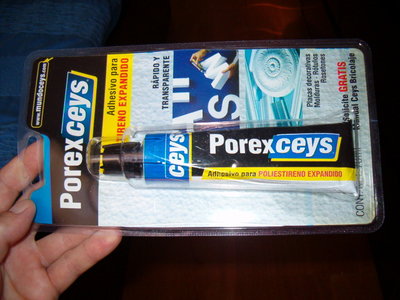 www.mundoceys.com
Porexceys
Adhesivo para
POLIESTIRENO EXPANDIDO
RÁPIDO Y
TRANSPARENTE
Placas decorativas
Molduras · Rótulos
Rosetones
Solicite GRATIS
Manual Ceys Bricolaje
ceys
Porexceys
Adhesivo para POLIESTIRENO EXPANDIDO